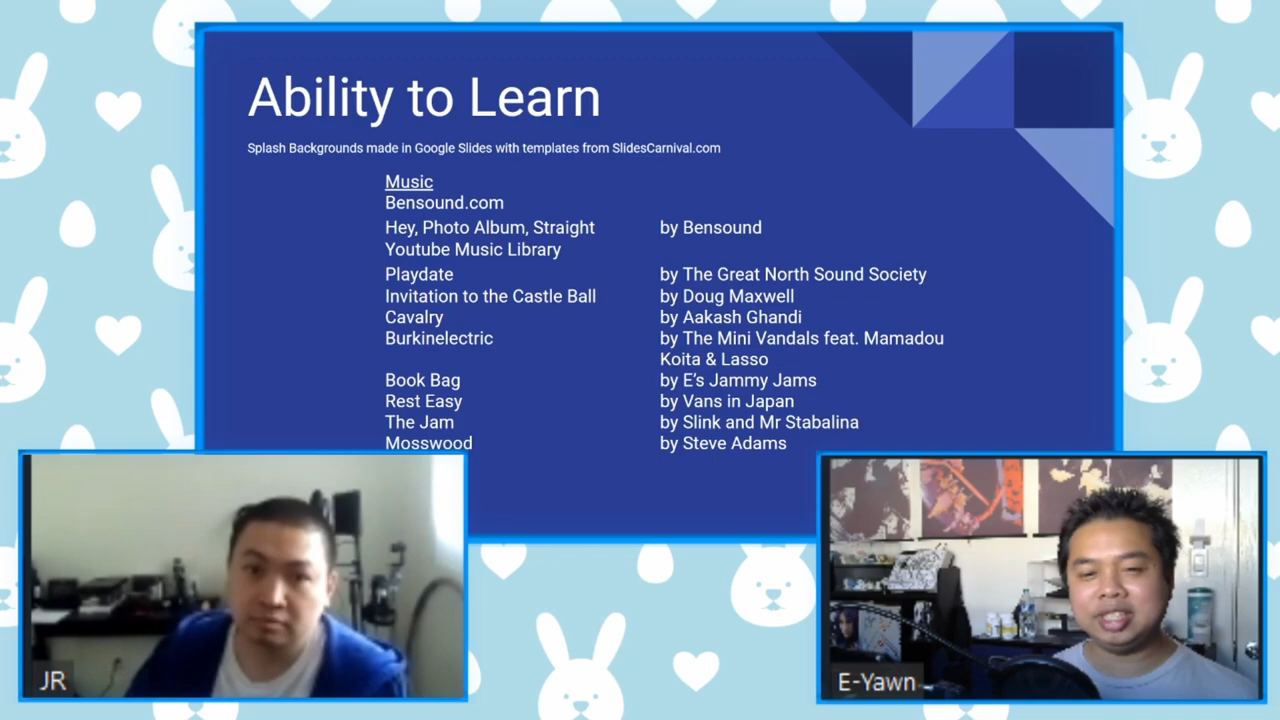 Ability to Learn
Splash Backgrounds made in Google Slides with templates from SlidesCarnival.com
Music
Bensound.com
Hey, Photo Album, Straight by Bensound
Youtube Music Library
Playdate by The Great North Sound Society
Invitation to the Castle Ball by Doug Maxwell
Cavalry by Aakash Ghandi
Burkinelectric by The Mini Vandals feat. Mamadou
Koita & Lasso
Book Bag by E's Jammy Jams
Rest Easy by Vans in Japan
The Jam by Slink and Mr Stabalina
Mosswood by Steve Adams
JR
E-Yawn